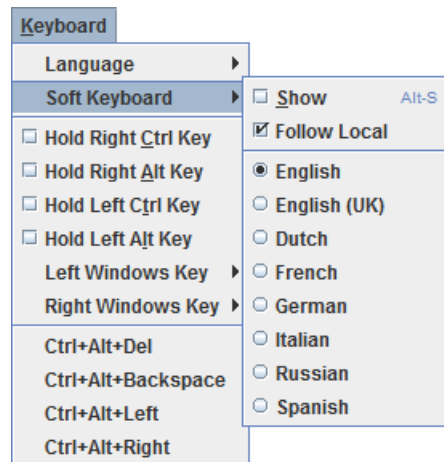 Keyboard
Language
Soft Keyboard
Hold Right Ctrl Key
Hold Right Alt Key
Hold Left Ctrl Key
Hold Left Alt Key
Left Windows Key
Right Windows Key
Ctrl+Alt+Del
Ctrl+Alt+Backspace
Ctrl+Alt+Left
Ctrl+Alt+Right
Show Alt-S
Follow Local
English
English (UK)
Dutch
French
German
Italian
Russian
Spanish